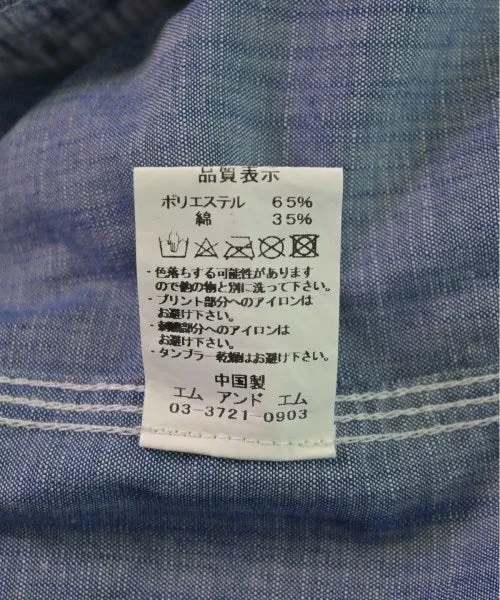 品質表示
ポリエステル 65%
綿 35%
・色落ちする可能性があります
ので他の物と別に洗って下さい。
・プリント部分へのアイロンは
お避け下さい。
・刺繍部分へのアイロンは
お避け下さい。
・タンブラー乾燥はお避け下さい。
中国製
エム アンド エム
03-3721-0903